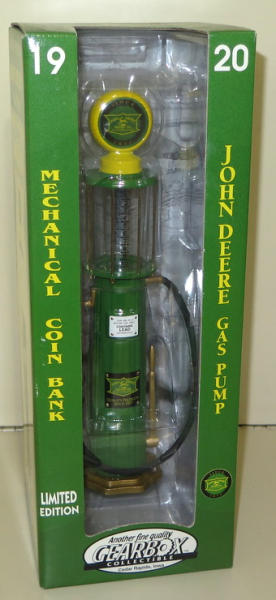 19
20
MECHANICAL COIN BANK
JOHN DEERE GAS PUMP
LEAD
LIMITED
EDITION
Another fine quality
GEARBOX
COLLECTIBLE
Cedar Rapids, Iowa